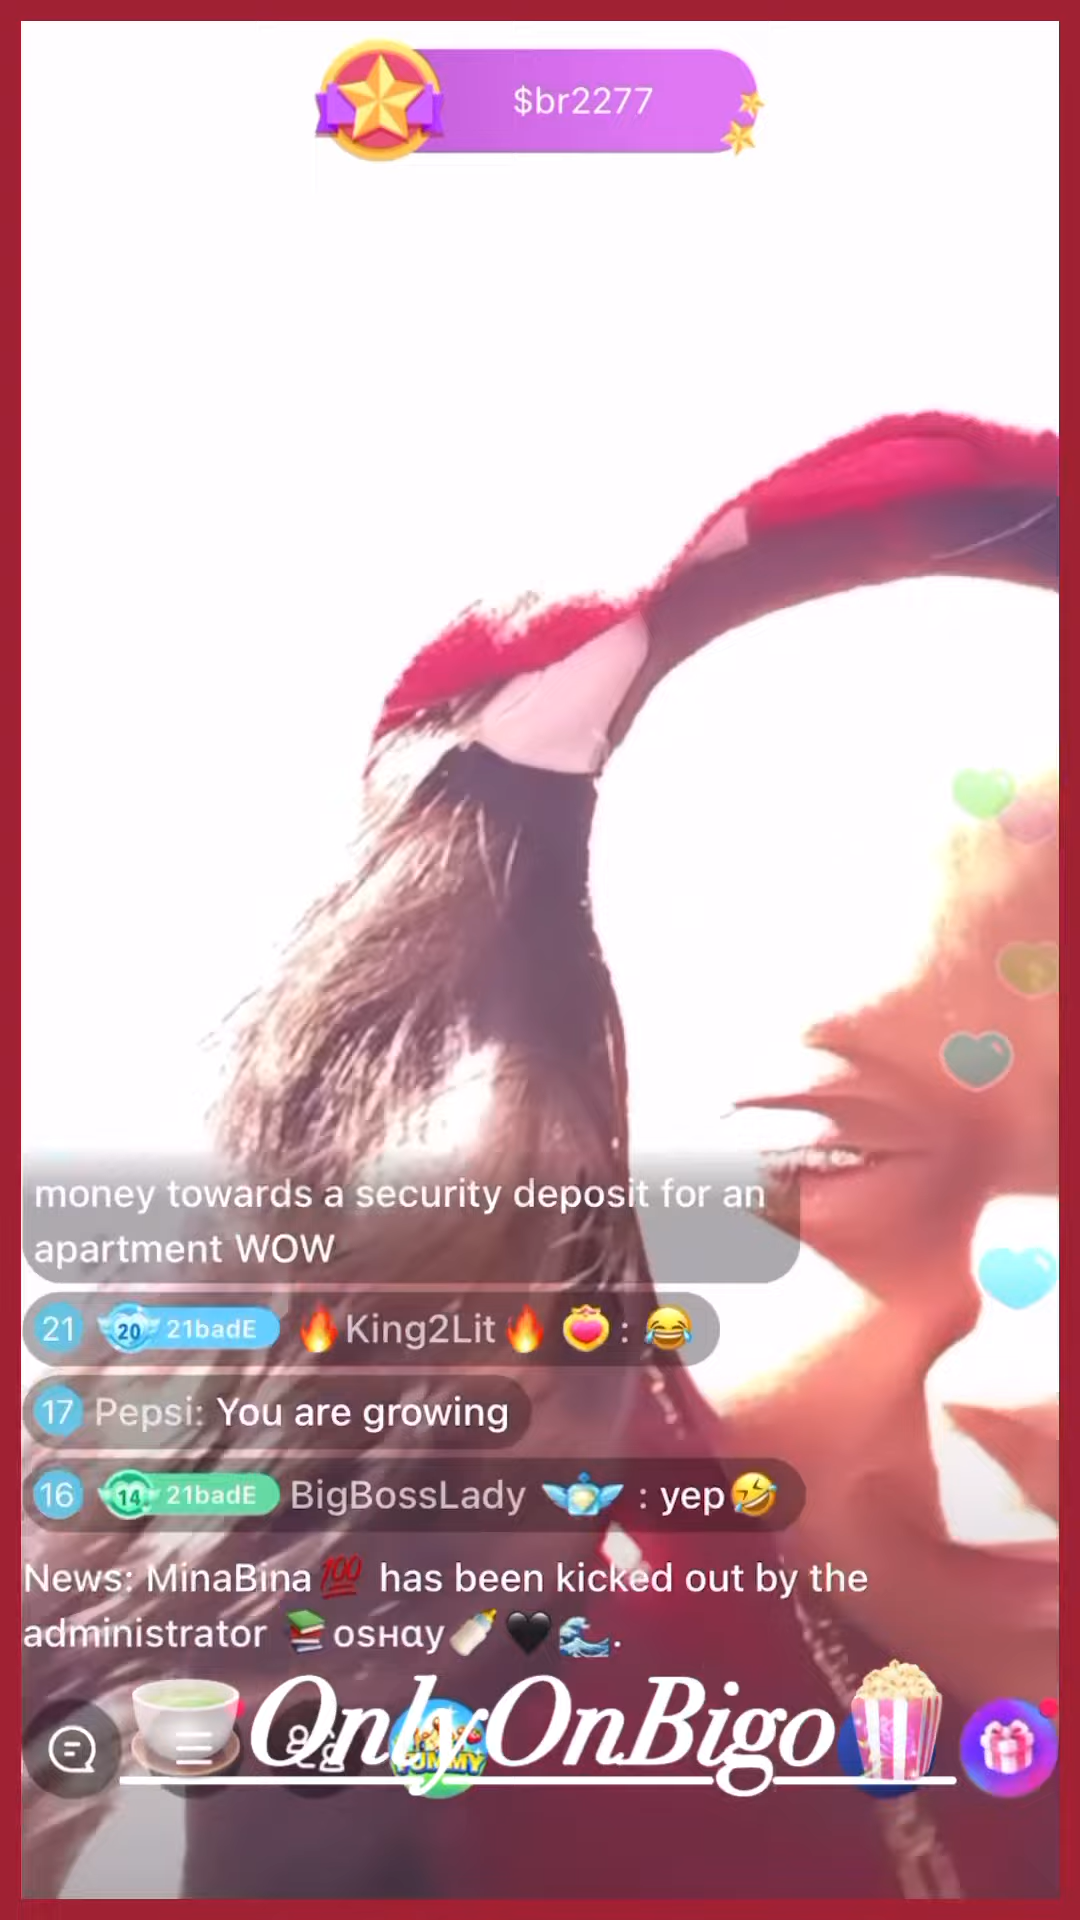 $br2277
money towards a security deposit for an
apartment WOW
21 20 21badE 🔥King2Lit🔥 : 😂
17 Pepsi: You are growing
16 14 21badE BigBossLady : yep🤣
News: MinaBina💯 has been kicked out by the
administrator 📚osнαy🍼🖤🌊.
OnlyOnBigo